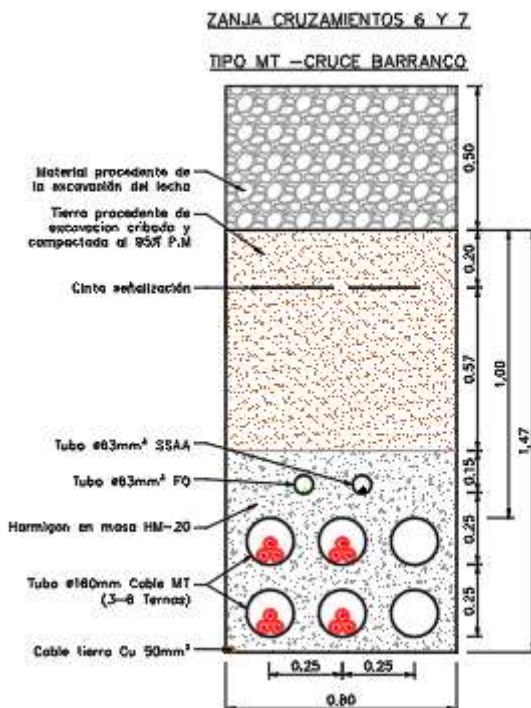 ZANJA CRUZAMIENTOS 6 Y 7
TIPO MT -CRUCE BARRANCO
Material procedente de
la excavación del lecho
Tierra procedente de
excavacion cribada y
compactada al 95% P.M
Cinta señalización
Tubo ø63mm² SSAA
Tubo ø63mm² FO
Hormigon en masa HM-20
Tubo ø160mm Cable MT
(3-6 Ternas)
Cable tierra Cu 50mm²
0.50
0.20
0.57
1,00
1,47
0.15
0.25
0.25
0.25
0.25
0.80